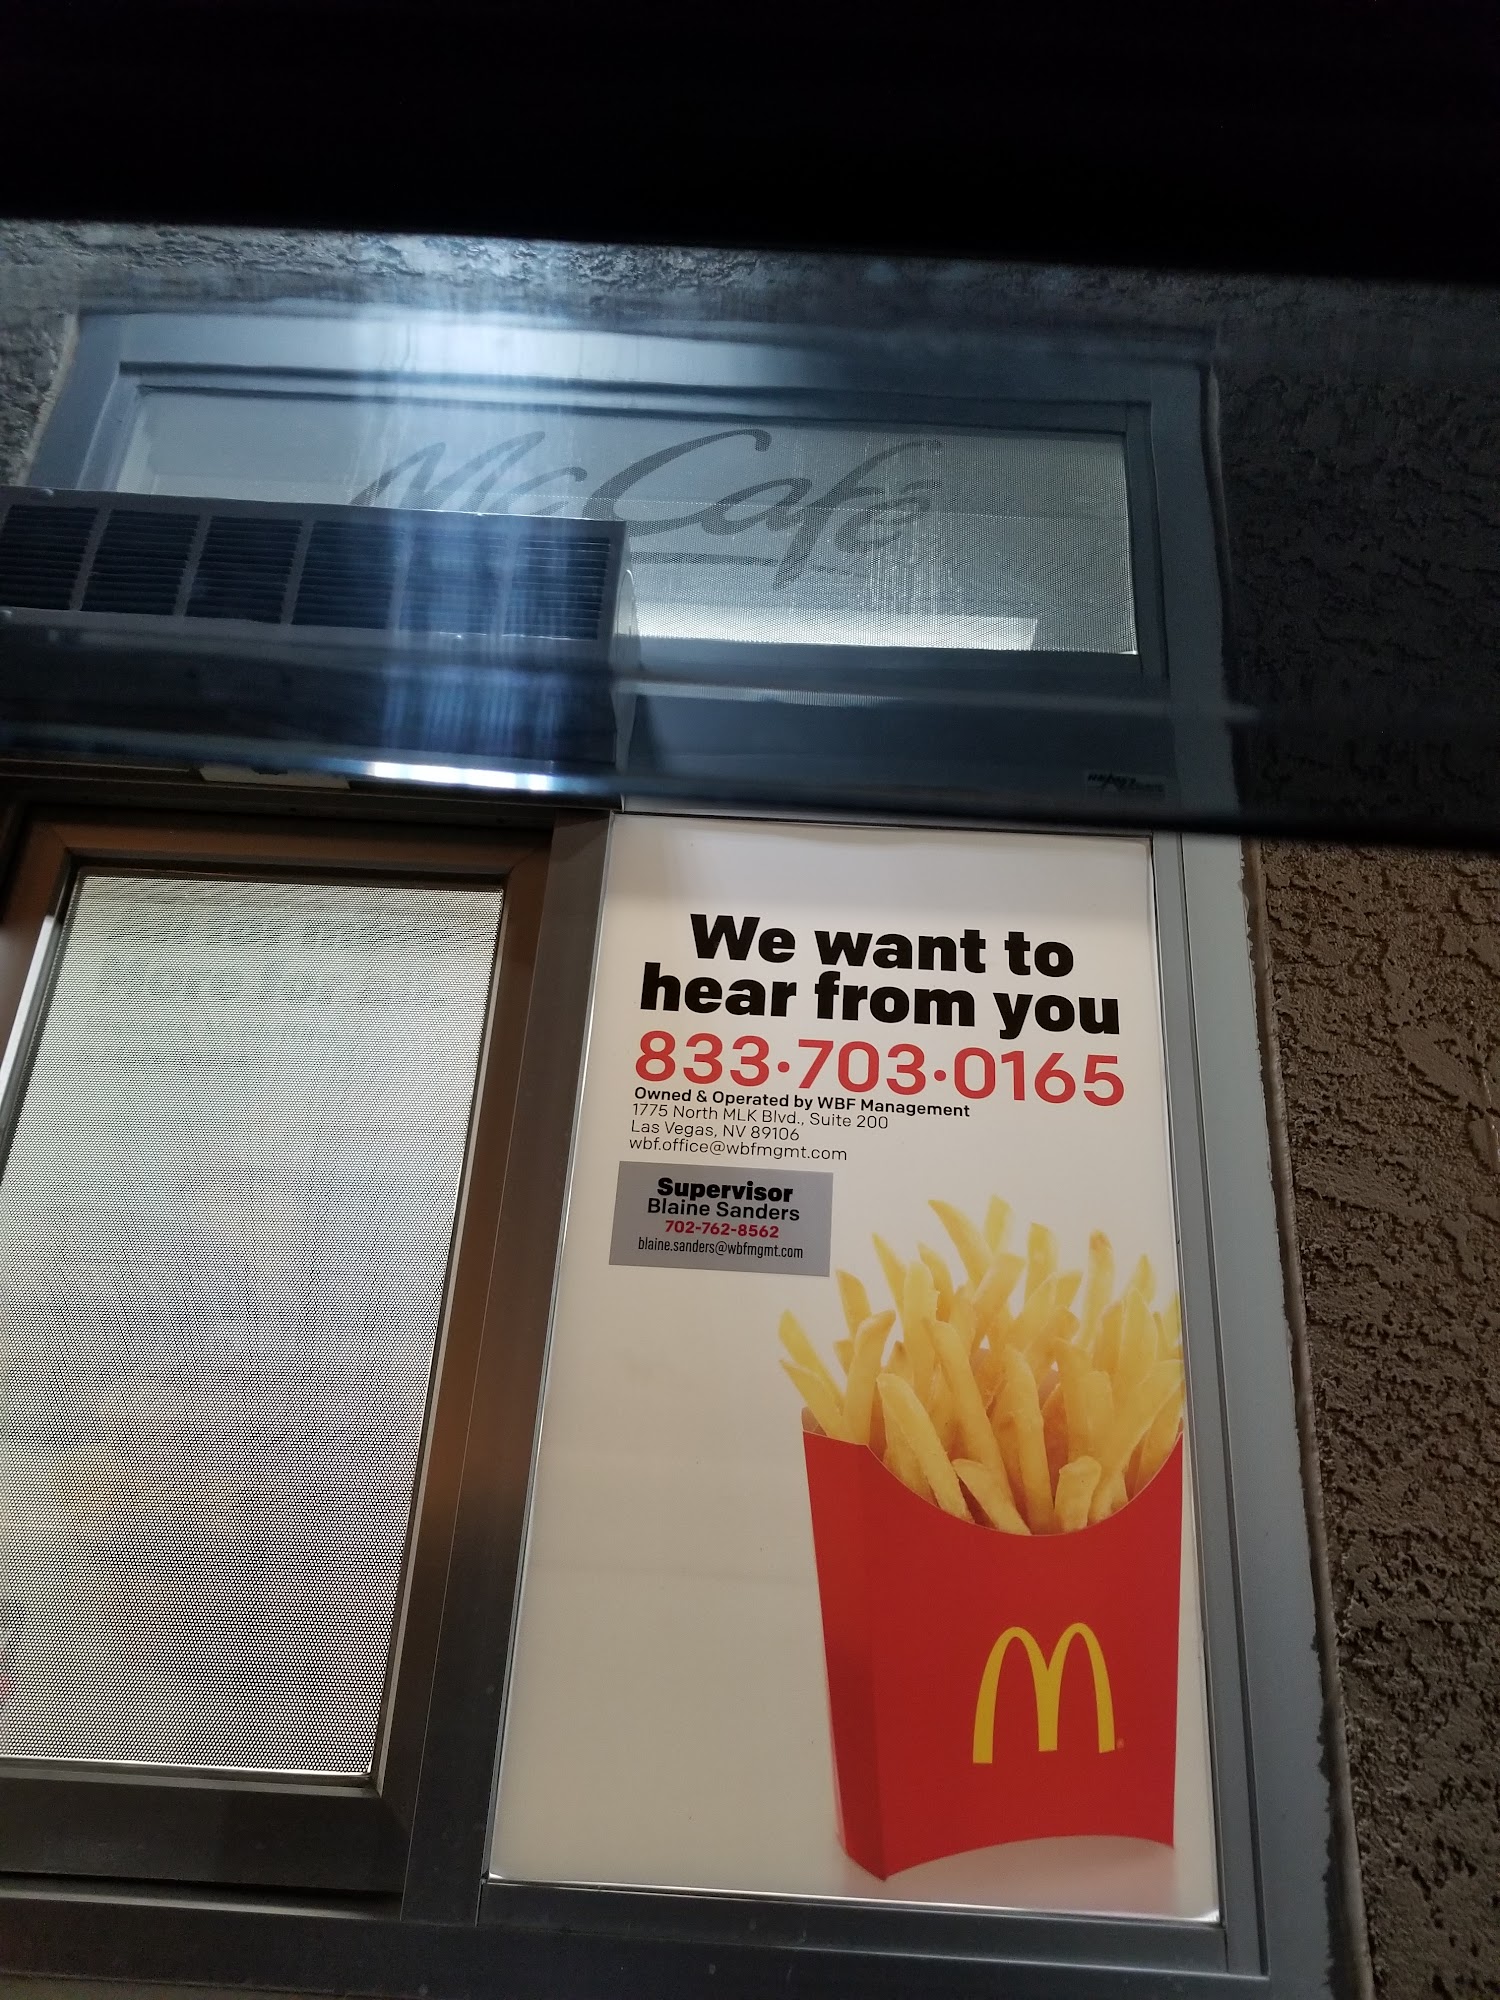 McCafé
We want to
hear from you
833·703·0165
Owned & Operated by WBF Management
1775 North MLK Blvd., Suite 200
Las Vegas, NV 89106
wbf.office@wbfmgmt.com
Supervisor
Blaine Sanders
702-762-8562
blaine.sanders@wbfmgmt.com